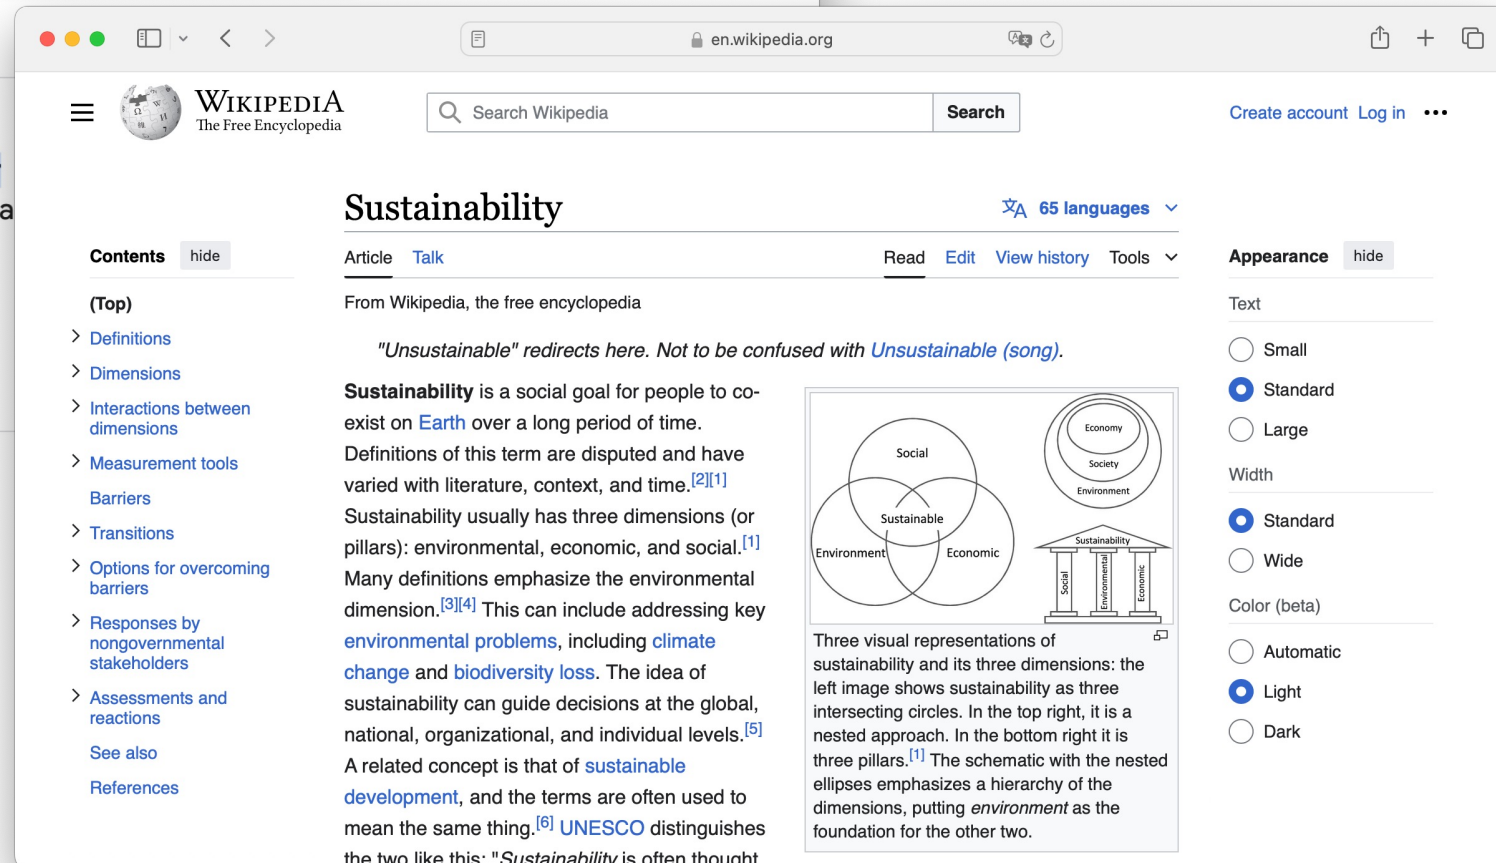 en.wikipedia.org
WIKIPEDIA
The Free Encyclopedia
Search Wikipedia
Search
Create account Log in
Sustainability
65 languages
Contents hide
(Top)
Definitions
Dimensions
Interactions between
dimensions
Measurement tools
Barriers
Transitions
Options for overcoming
barriers
Responses by
nongovernmental
stakeholders
Assessments and
reactions
See also
References
Article Talk
Read Edit View history Tools
From Wikipedia, the free encyclopedia
"Unsustainable" redirects here. Not to be confused with Unsustainable (song).
Sustainability is a social goal for people to co-
exist on Earth over a long period of time.
Definitions of this term are disputed and have
varied with literature, context, and time.[2][1]
Sustainability usually has three dimensions (or
pillars): environmental, economic, and social.[1]
Many definitions emphasize the environmental
dimension.[3][4] This can include addressing key
environmental problems, including climate
change and biodiversity loss. The idea of
sustainability can guide decisions at the global,
national, organizational, and individual levels.[5]
A related concept is that of sustainable
development, and the terms are often used to
mean the same thing.[6] UNESCO distinguishes
the two like this: "Sustainability is often thought
Social
Sustainable
Environment
Economic
Economy
Society
Environment
Sustainability
Social
Environmental
Economic
Three visual representations of
sustainability and its three dimensions: the
left image shows sustainability as three
intersecting circles. In the top right, it is a
nested approach. In the bottom right it is
three pillars.[1] The schematic with the nested
ellipses emphasizes a hierarchy of the
dimensions, putting environment as the
foundation for the other two.
Appearance hide
Text
Small
Standard
Large
Width
Standard
Wide
Color (beta)
Automatic
Light
Dark